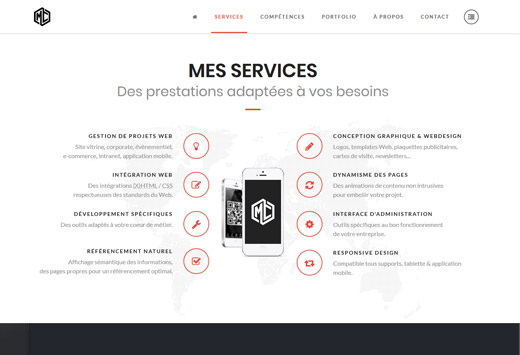 MC
SERVICES
COMPÉTENCES
PORTFOLIO
À PROPOS
CONTACT
MES SERVICES
Des prestations adaptées à vos besoins
GESTION DE PROJETS WEB
Site vitrine, corporate, événementiel,
e-commerce, intranet, application mobile.
INTÉGRATION WEB
Des intégrations (X)HTML / CSS
respectueuses des standards du Web.
DÉVELOPPEMENT SPÉCIFIQUES
Des outils adaptés à votre coeur de métier.
RÉFÉRENCEMENT NATUREL
Affichage sémantique des informations,
des pages propres pour un référencement optimal.
MC
CONCEPTION GRAPHIQUE & WEBDESIGN
Logos, templates Web, plaquettes publicitaires,
cartes de visite, newsletters...
DYNAMISME DES PAGES
Des animations de contenu non intrusives
pour embellir votre projet.
INTERFACE D'ADMINISTRATION
Outils spécifiques au bon fonctionnement
de votre entreprise.
RESPONSIVE DESIGN
Compatible tous supports, tablette & application
mobile.